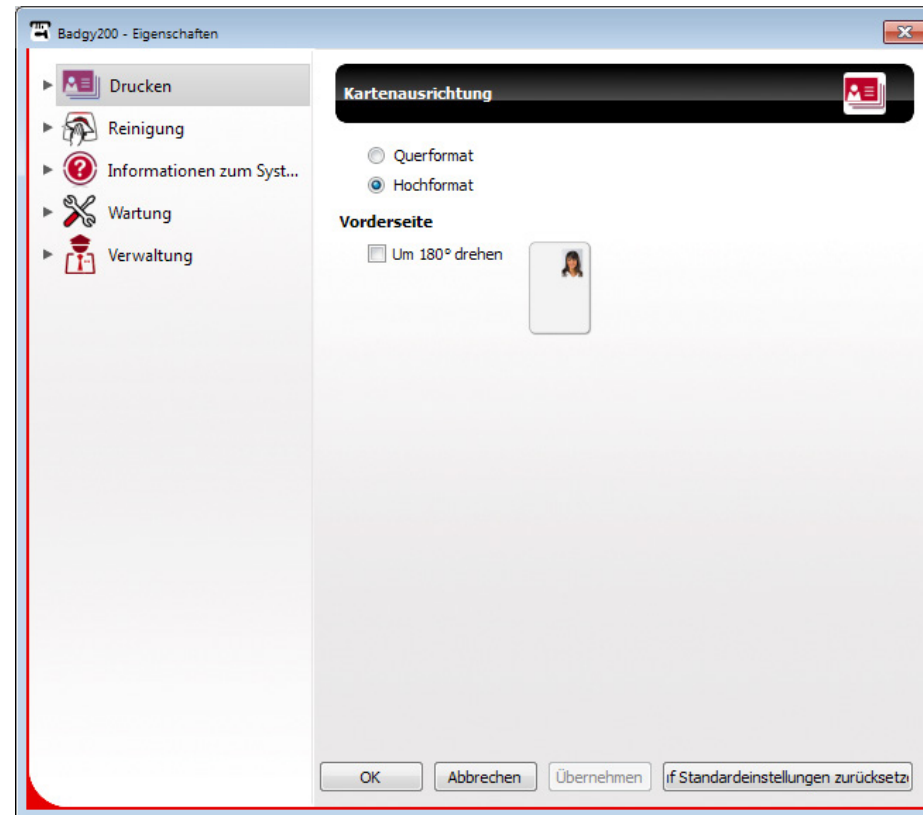 Badgy200 - Eigenschaften
Drucken
Reinigung
Informationen zum Syst...
Wartung
Verwaltung
Kartenausrichtung
Querformat
Hochformat
Vorderseite
Um 180° drehen
OK
Abbrechen
Übernehmen
f Standardeinstellungen zurücksetz